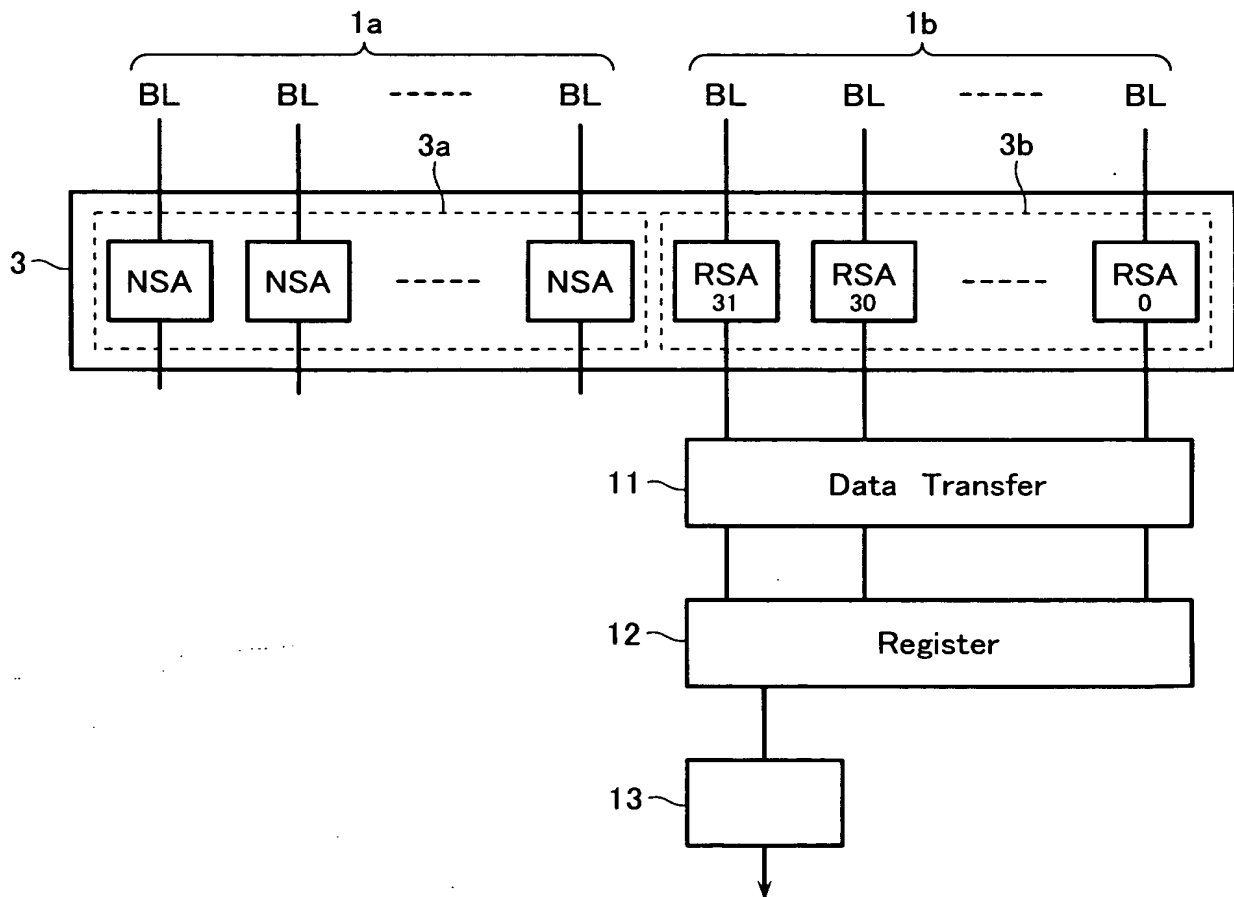 1a 1b
BL BL ----- BL BL BL ----- BL
3a 3b
3
NSA NSA ----- NSA RSA RSA ----- RSA
31 30 0
11 Data Transfer
12 Register
13